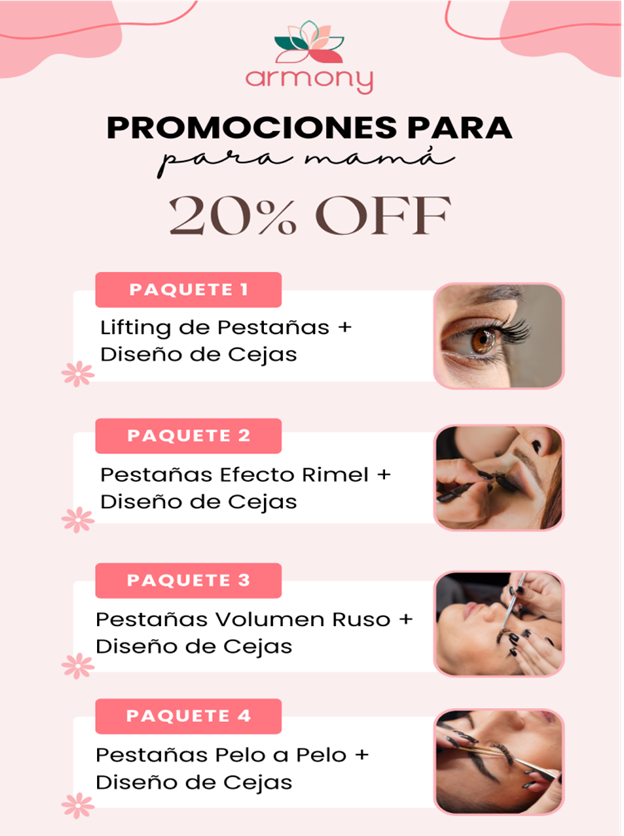 armony
PROMOCIONES PARA
para mamá
20% OFF
PAQUETE 1
Lifting de Pestañas +
Diseño de Cejas
PAQUETE 2
Pestañas Efecto Rimel +
Diseño de Cejas
PAQUETE 3
Pestañas Volumen Ruso +
Diseño de Cejas
PAQUETE 4
Pestañas Pelo a Pelo +
Diseño de Cejas